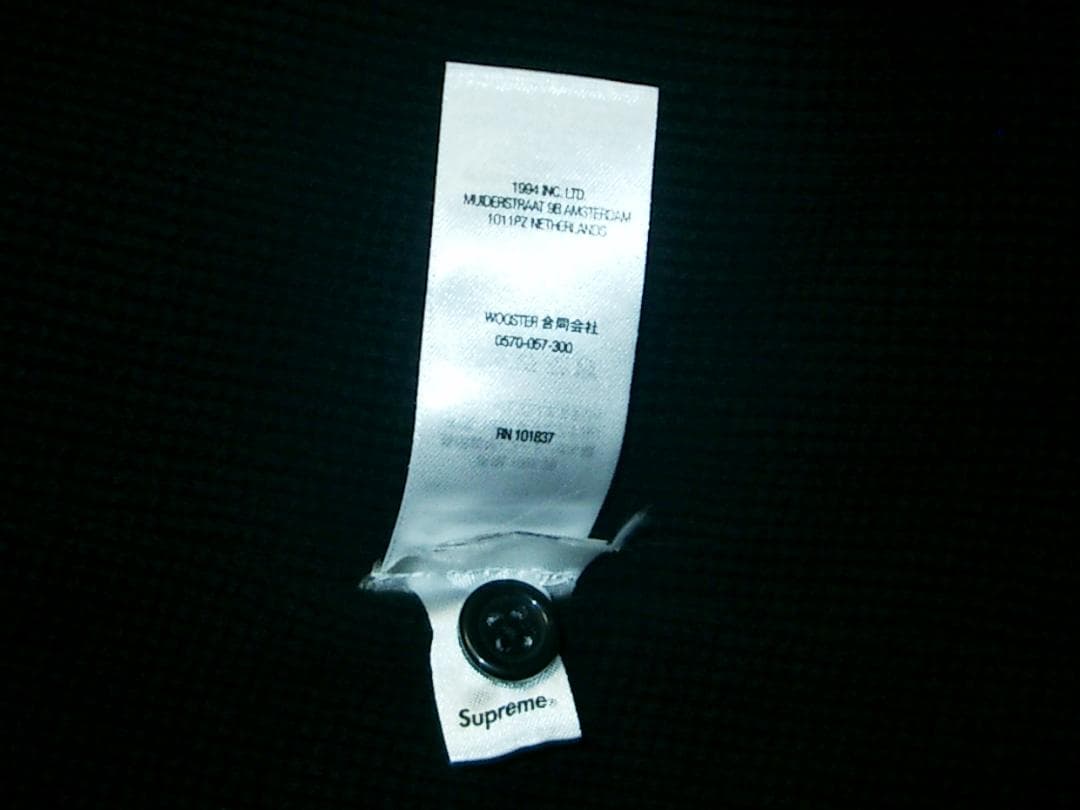 1994 INC. LTD.
MUIDERSTRAAT 9B AMSTERDAM
1011PZ NETHERLANDS
WOOSTER 合同会社
0570-057-300
RN 101837
Supreme®